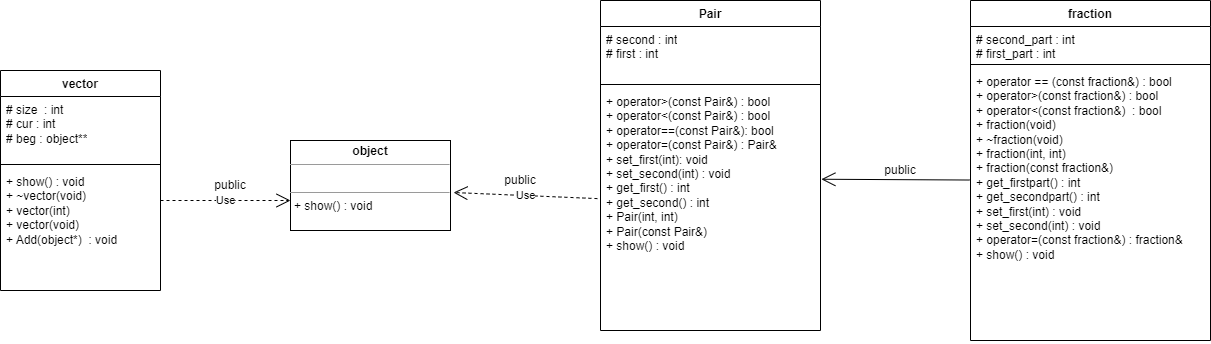 vector
# size  : int
# cur : int
# beg : object**
+ show() : void
+ ~vector(void)
+ vector(int)
+ vector(void)
+ Add(object*)  : void
public
Use
object
+ show() : void
public
Use
Pair
# second : int
# first : int
+ operator>(const Pair&) : bool
+ operator<(const Pair&) : bool
+ operator==(const Pair&): bool
+ operator=(const Pair&) : Pair&
+ set_first(int): void
+ set_second(int) : void
+ get_first() : int
+ get_second() : int
+ Pair(int, int)
+ Pair(const Pair&)
+ show() : void
public
fraction
# second_part : int
# first_part : int
+ operator == (const fraction&) : bool
+ operator>(const fraction&) : bool
+ operator<(const fraction&)  : bool
+ fraction(void)
+ ~fraction(void)
+ fraction(int, int)
+ fraction(const fraction&)
+ get_firstpart() : int
+ get_secondpart() : int
+ set_first(int) : void
+ set_second(int) : void
+ operator=(const fraction&) : fraction&
+ show() : void